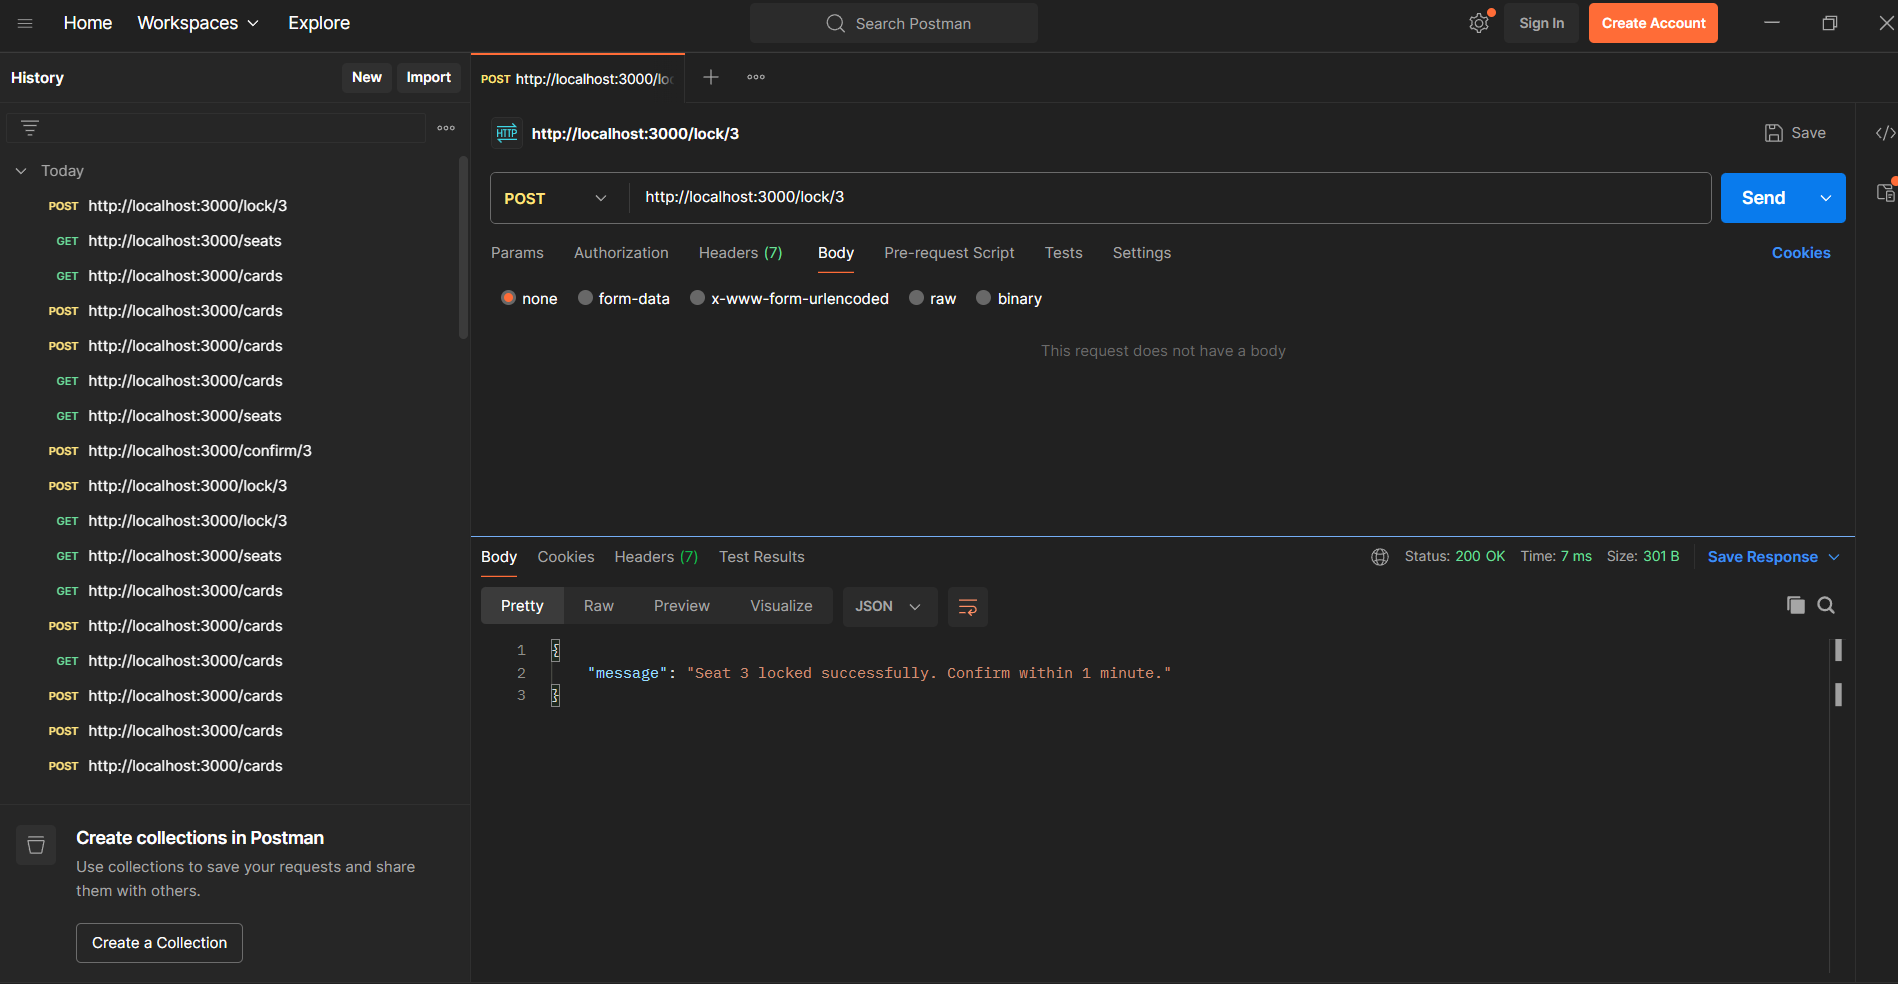 Home Workspaces Explore Search Postman Sign In Create Account
History New Import
POST http://localhost:3000/lo
HTTP http://localhost:3000/lock/3 Save
POST http://localhost:3000/lock/3 Send
Params Authorization Headers (7) Body Pre-request Script Tests Settings Cookies
none form-data x-www-form-urlencoded raw binary
This request does not have a body
Today
POST http://localhost:3000/lock/3
GET http://localhost:3000/seats
GET http://localhost:3000/cards
POST http://localhost:3000/cards
POST http://localhost:3000/cards
GET http://localhost:3000/cards
GET http://localhost:3000/seats
POST http://localhost:3000/confirm/3
POST http://localhost:3000/lock/3
GET http://localhost:3000/lock/3
GET http://localhost:3000/seats
GET http://localhost:3000/cards
POST http://localhost:3000/cards
GET http://localhost:3000/cards
POST http://localhost:3000/cards
POST http://localhost:3000/cards
POST http://localhost:3000/cards
Create collections in Postman
Use collections to save your requests and share
them with others.
Create a Collection
Body Cookies Headers (7) Test Results Status: 200 OK Time: 7 ms Size: 301 B Save Response
Pretty Raw Preview Visualize JSON
1 {
2 "message": "Seat 3 locked successfully. Confirm within 1 minute."
3 }